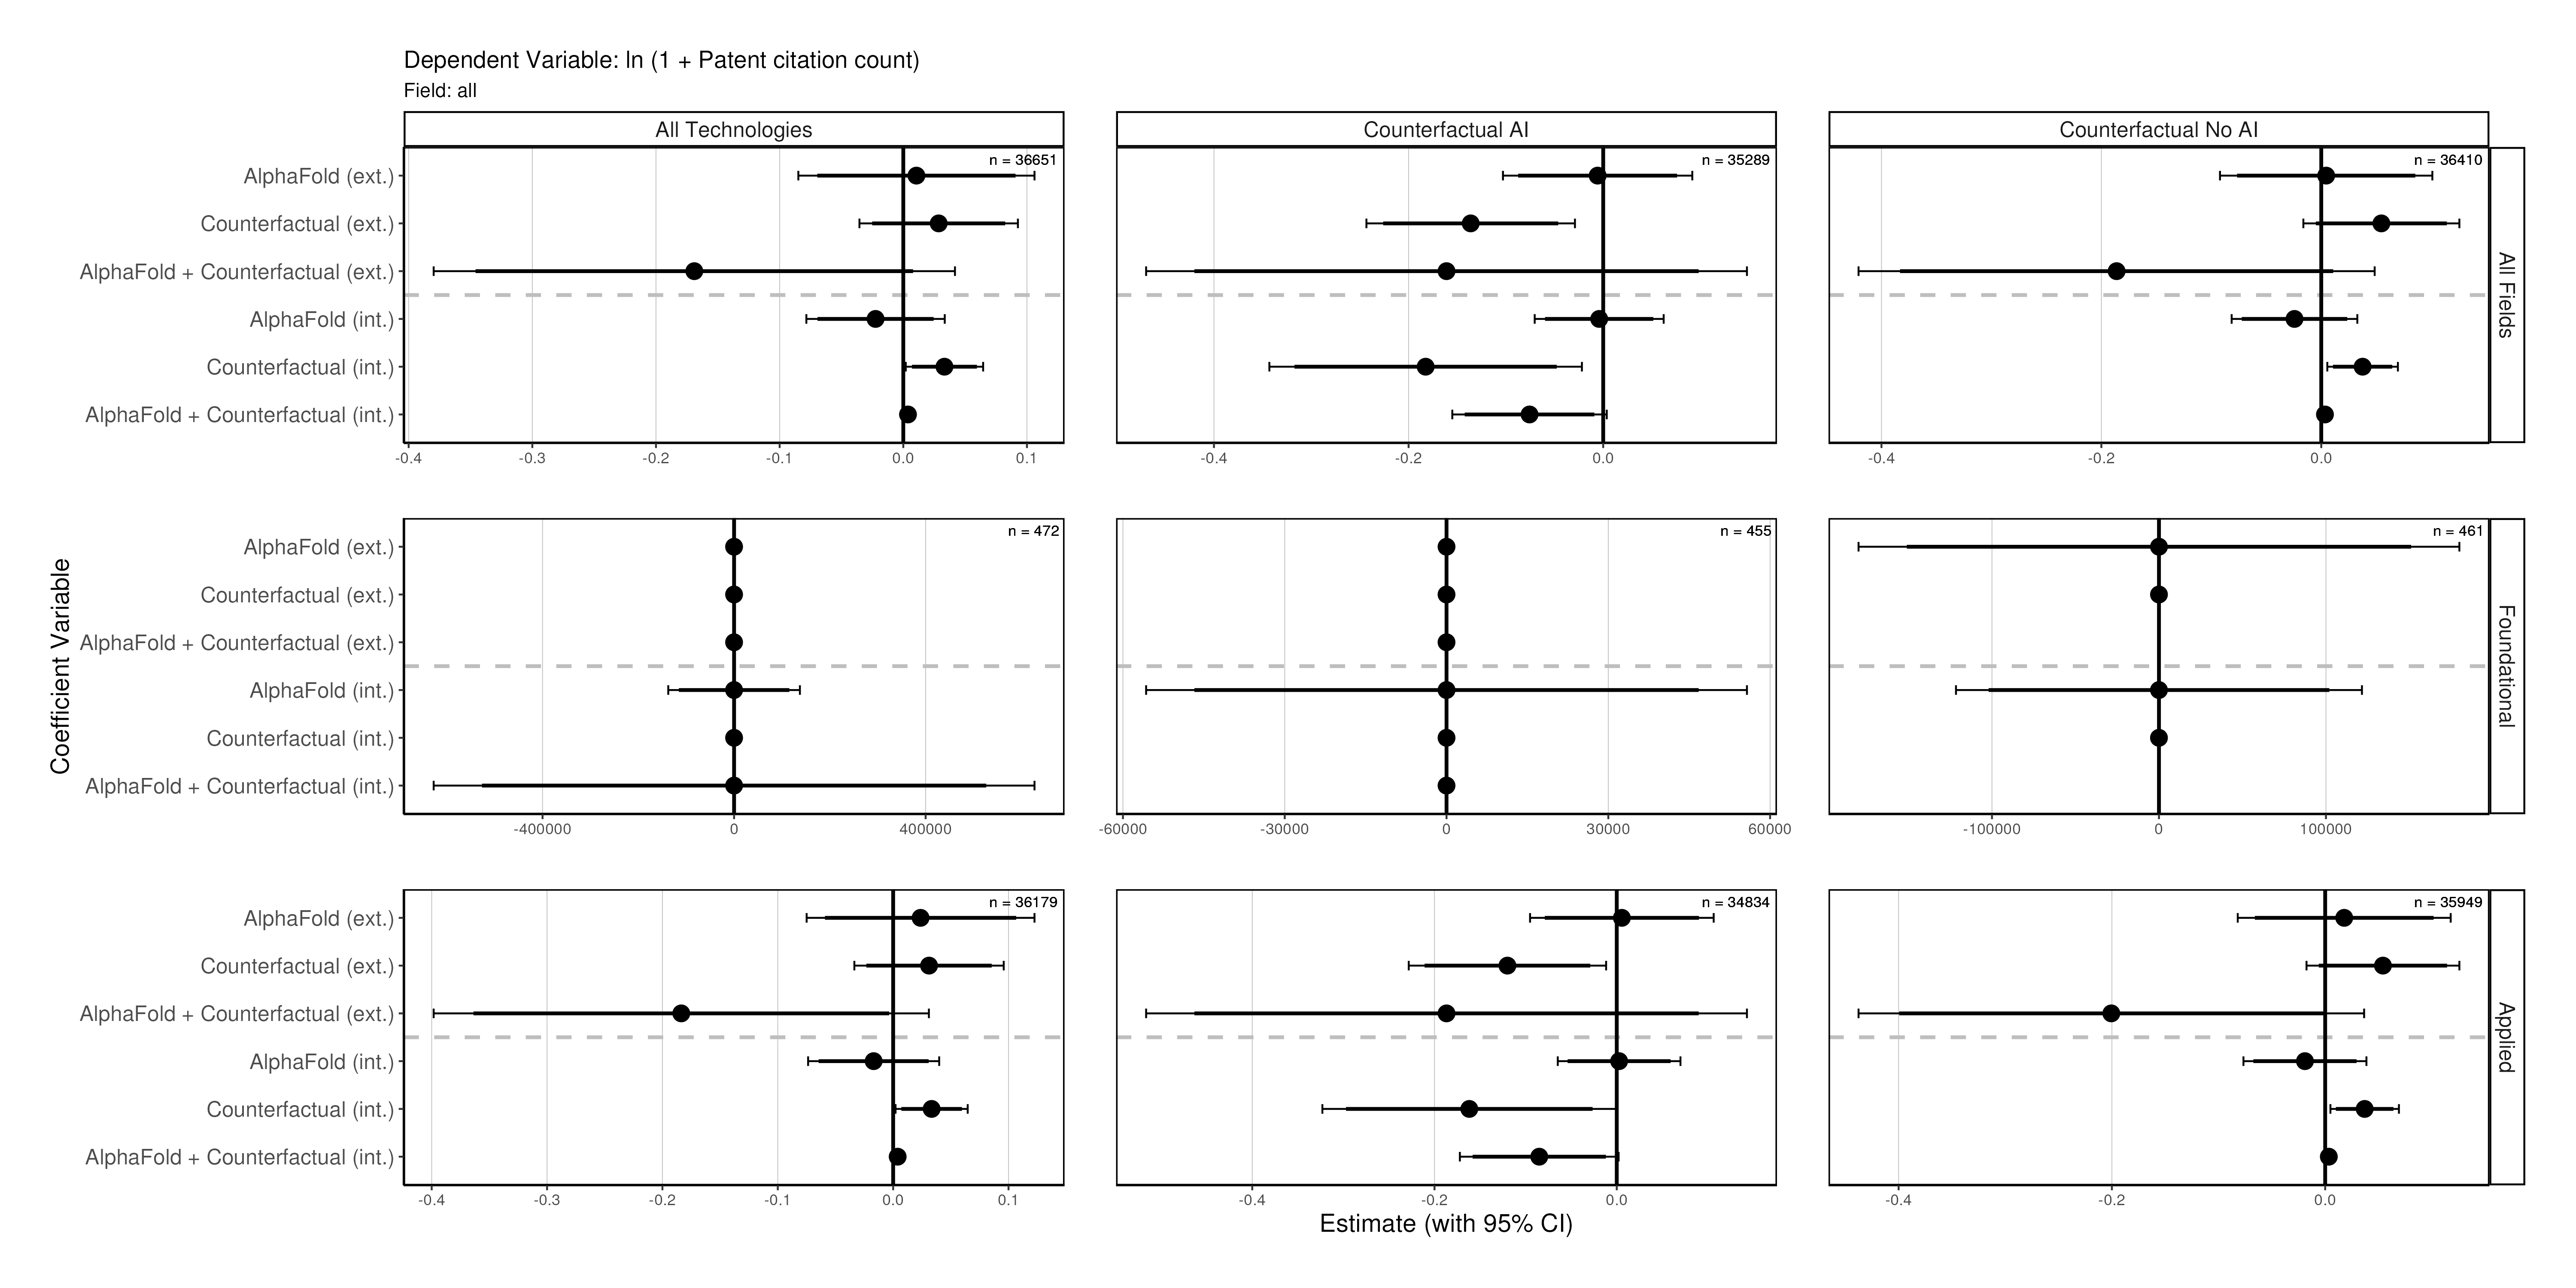 Dependent Variable: ln (1 + Patent citation count)
Field: all
All Technologies
Counterfactual AI
Counterfactual No AI
Coefficient Variable
AlphaFold (ext.)
Counterfactual (ext.)
AlphaFold + Counterfactual (ext.)
AlphaFold (int.)
Counterfactual (int.)
AlphaFold + Counterfactual (int.)
n = 36651
-0.4 -0.3 -0.2 -0.1 0.0 0.1
n = 35289
-0.4 -0.2 0.0
n = 36410
-0.4 -0.2 0.0
All Fields
AlphaFold (ext.)
Counterfactual (ext.)
AlphaFold + Counterfactual (ext.)
AlphaFold (int.)
Counterfactual (int.)
AlphaFold + Counterfactual (int.)
n = 472
-400000 0 400000
n = 455
-60000 -30000 0 30000 60000
n = 461
-100000 0 100000
Foundational
AlphaFold (ext.)
Counterfactual (ext.)
AlphaFold + Counterfactual (ext.)
AlphaFold (int.)
Counterfactual (int.)
AlphaFold + Counterfactual (int.)
n = 36179
-0.4 -0.3 -0.2 -0.1 0.0 0.1
n = 34834
-0.4 -0.2 0.0
n = 35949
-0.4 -0.2 0.0
Applied
Estimate (with 95% CI)